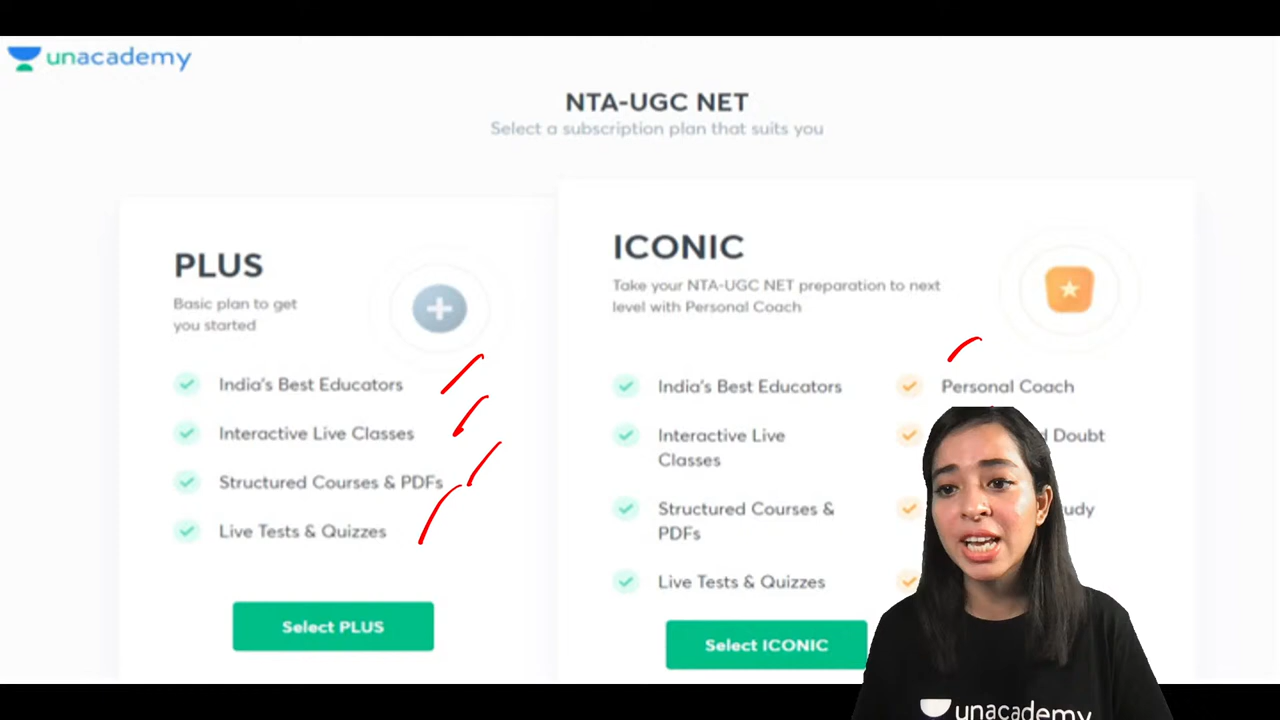 unacademy
NTA-UGC NET
Select a subscription plan that suits you
PLUS
Basic plan to get
you started
India's Best Educators
Interactive Live Classes
Structured Courses & PDFs
Live Tests & Quizzes
Select PLUS
ICONIC
Take your NTA-UGC NET preparation to next
level with Personal Coach
India's Best Educators
Interactive Live
Classes
Structured Courses &
PDFs
Live Tests & Quizzes
Personal Coach
Doubt
Select ICONIC
unacademy